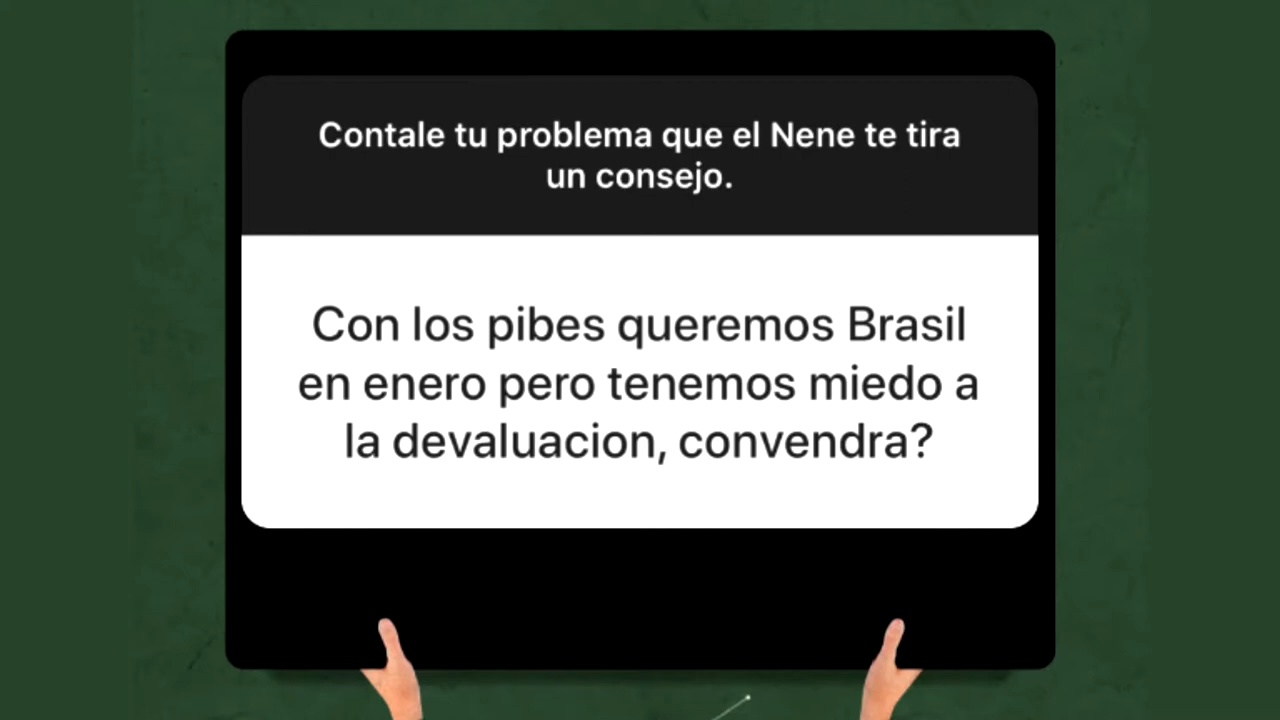 Contale tu problema que el Nene te tira
un consejo.
Con los pibes queremos Brasil
en enero pero tenemos miedo a
la devaluacion, convendra?